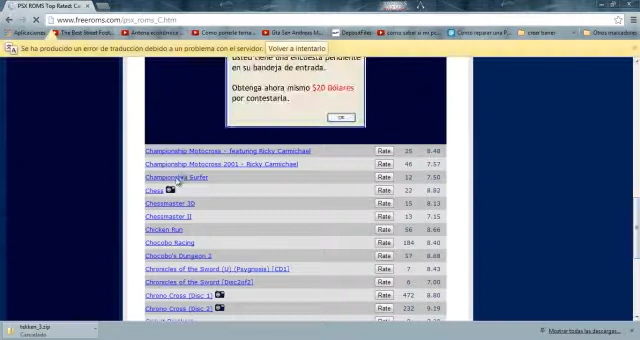 PSX ROMS Top Rated: Ca
www.freeroms.com/psx_roms_C.htm
Aplicaciones The Best Street Foot Antena económica:... Como ponerle tema... Gta San Andreas M... DepositFiles como saber si mi pc... Como reparar una P... crear baner Otros marcadores
Se ha producido un error de traducción debido a un problema con el servidor. Volver a intentarlo
usted tiene una encuesta pendiente
en su bandeja de entrada.
Obtenga ahora mismo $20 Dólares
por contestarla.
OK
Championship Motocross - featuring Ricky Carmichael Rate 25 8.48
Championship Motocross 2001 - Ricky Carmichael Rate 46 7.57
Championship Surfer Rate 12 7.50
Chess Rate 22 8.82
Chessmaster 3D Rate 15 8.13
Chessmaster II Rate 13 7.15
Chicken Run Rate 56 8.66
Chocobo Racing Rate 184 8.40
Chocobo's Dungeon 2 Rate 57 8.88
Chronicles of the Sword (U) (Psygnosis) [CD1] Rate 7 8.43
Chronicles of the Sword [Disc2of2] Rate 6 7.00
Chrono Cross (Disc 1) Rate 472 8.80
Chrono Cross (Disc 2) Rate 232 9.19
tekken_3.zip
Cancelado
Mostrar todas las descargas...